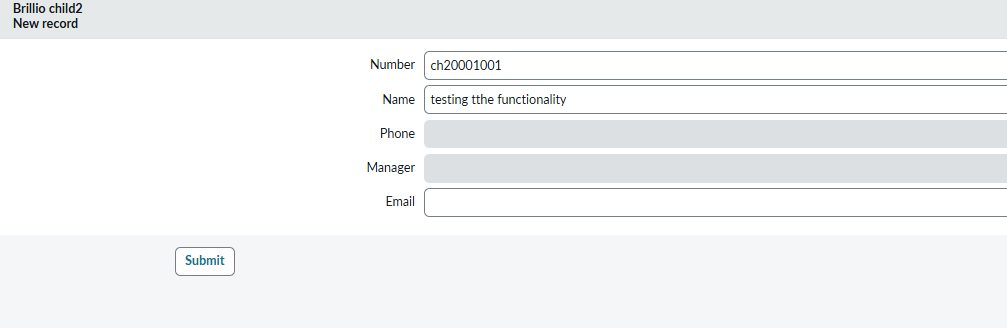 Brillio child2
New record
Number ch20001001
Name testing tthe functionality
Phone
Manager
Email
Submit